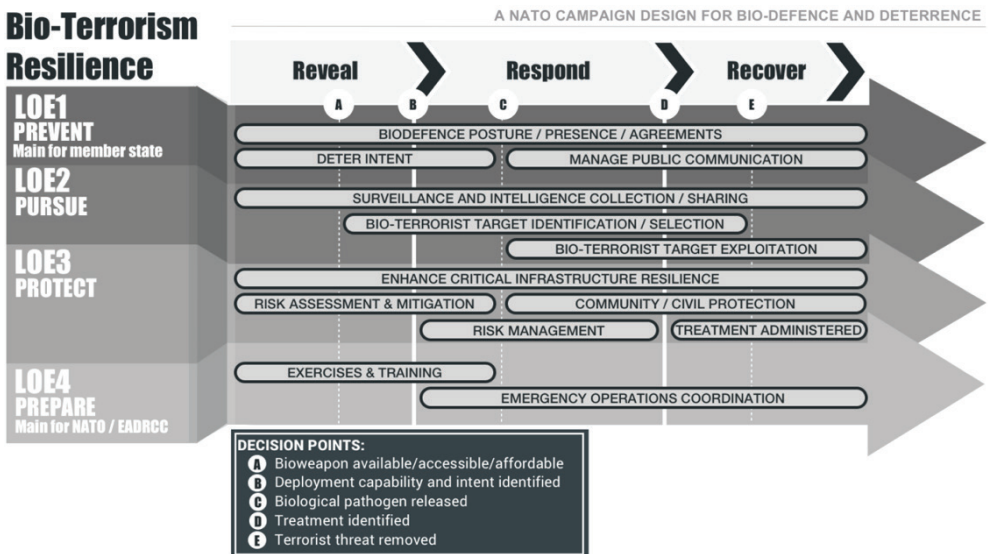 Bio-Terrorism
Resilience
A NATO CAMPAIGN DESIGN FOR BIO-DEFENCE AND DETERRENCE
Reveal
Respond
Recover
A
B
C
D
E
LOE1
PREVENT
Main for member state
BIODEFENCE POSTURE / PRESENCE / AGREEMENTS
DETER INTENT
MANAGE PUBLIC COMMUNICATION
LOE2
PURSUE
SURVEILLANCE AND INTELLIGENCE COLLECTION / SHARING
BIO-TERRORIST TARGET IDENTIFICATION / SELECTION
BIO-TERRORIST TARGET EXPLOITATION
LOE3
PROTECT
ENHANCE CRITICAL INFRASTRUCTURE RESILIENCE
RISK ASSESSMENT & MITIGATION
COMMUNITY / CIVIL PROTECTION
RISK MANAGEMENT
TREATMENT ADMINISTERED
LOE4
PREPARE
Main for NATO / EADRCC
EXERCISES & TRAINING
EMERGENCY OPERATIONS COORDINATION
DECISION POINTS:
A Bioweapon available/accessible/affordable
B Deployment capability and intent identified
C Biological pathogen released
D Treatment identified
E Terrorist threat removed